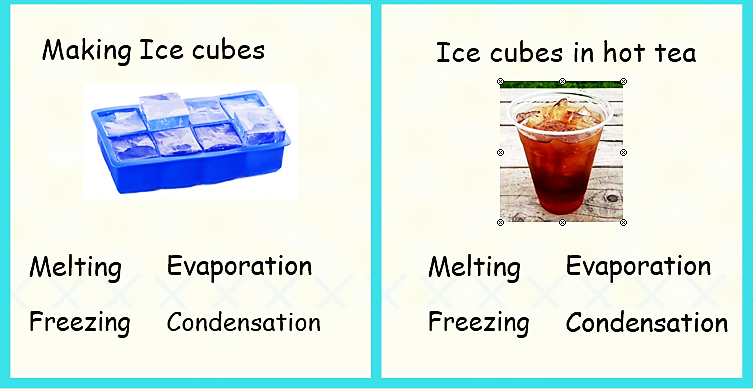 Making Ice cubes
Melting Evaporation
Freezing Condensation
Ice cubes in hot tea
Melting Evaporation
Freezing Condensation